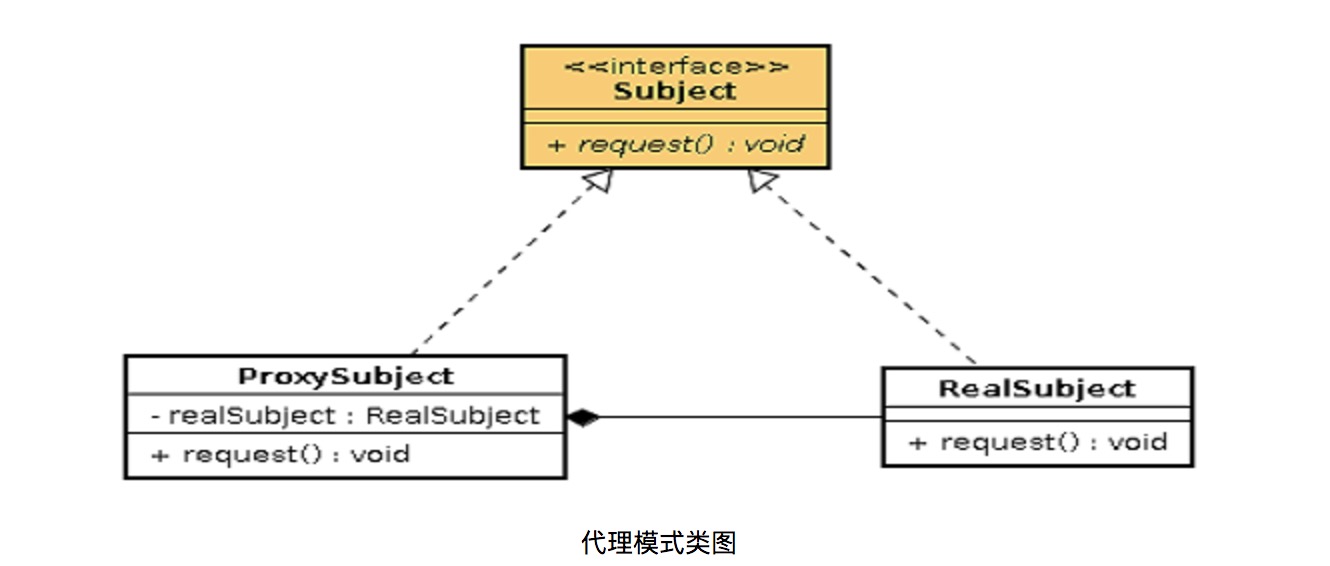 <<interface>>
Subject
+ request() : void
ProxySubject
- realSubject : RealSubject
+ request() : void
RealSubject
+ request() : void
代理模式类图